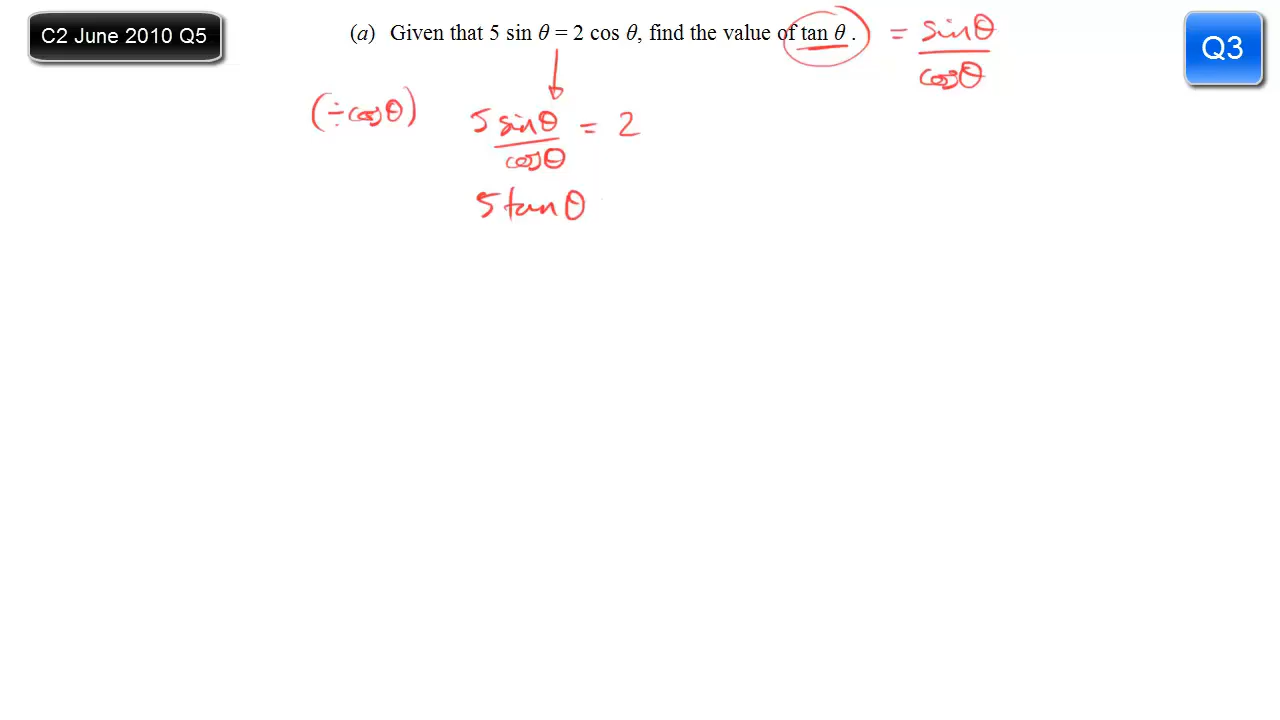 C2 June 2010 Q5
(a) Given that 5 sin θ = 2 cos θ, find the value of tan θ . = sinθ/cosθ
Q3
(÷cosθ) 5 sinθ/cosθ = 2
5 tan θ